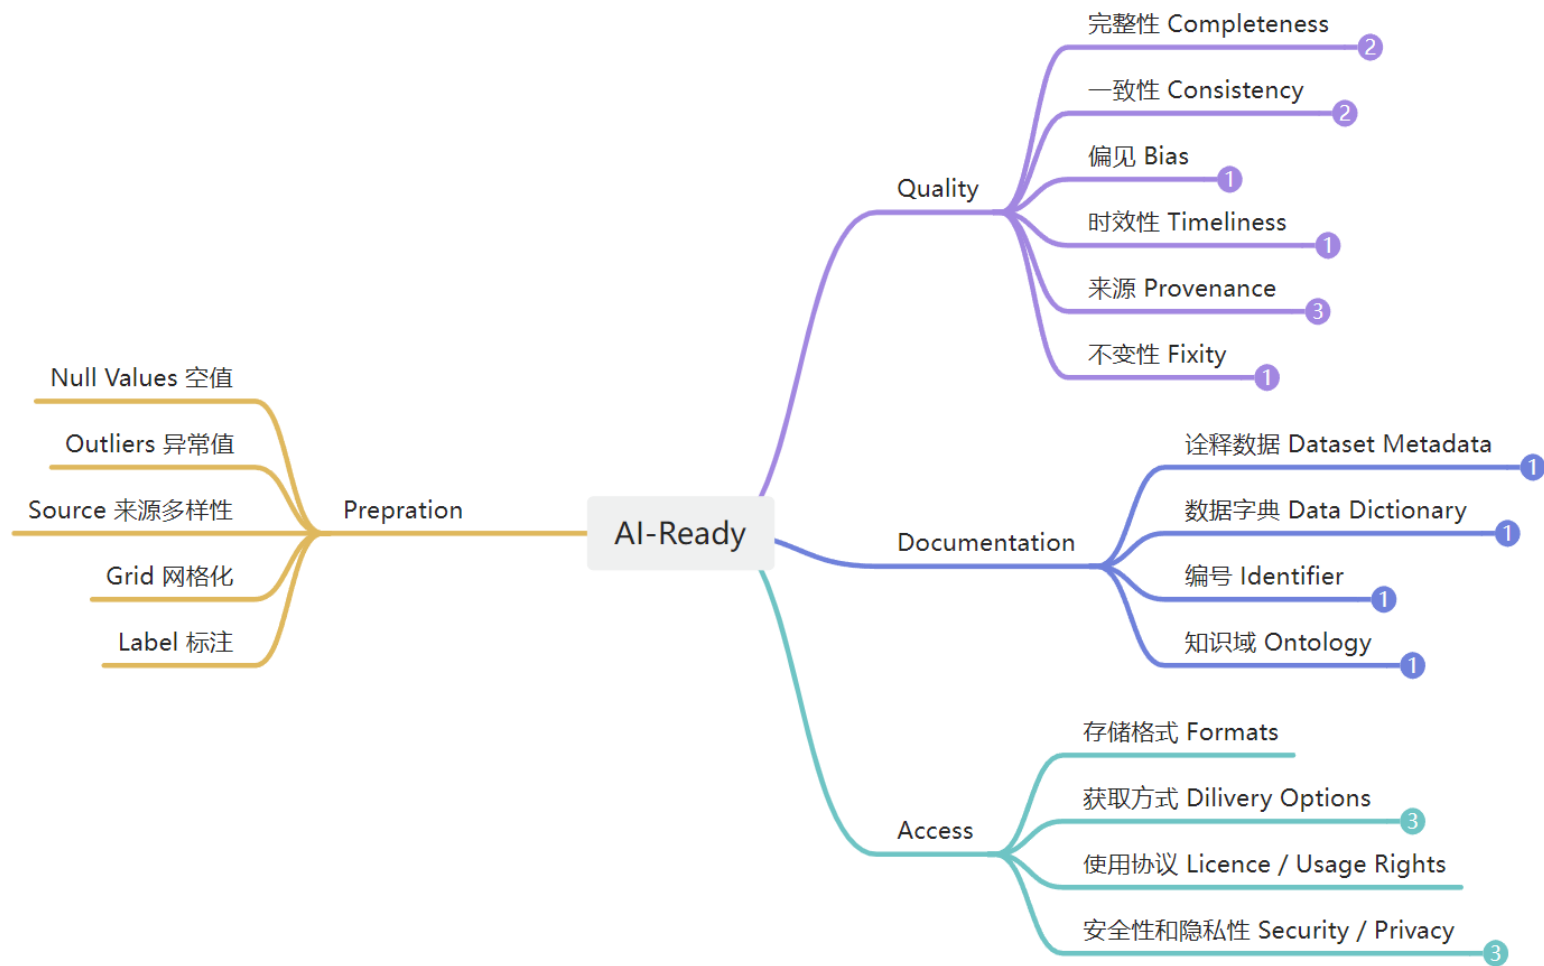 AI-Ready
Quality
完整性 Completeness
2
一致性 Consistency
2
偏见 Bias
1
时效性 Timeliness
1
来源 Provenance
3
不变性 Fixity
1
Documentation
诠释数据 Dataset Metadata
1
数据字典 Data Dictionary
1
编号 Identifier
1
知识域 Ontology
1
Access
存储格式 Formats
获取方式 Dilivery Options
3
使用协议 Licence / Usage Rights
安全性和隐私性 Security / Privacy
3
Prepration
Null Values 空值
Outliers 异常值
Source 来源多样性
Grid 网格化
Label 标注